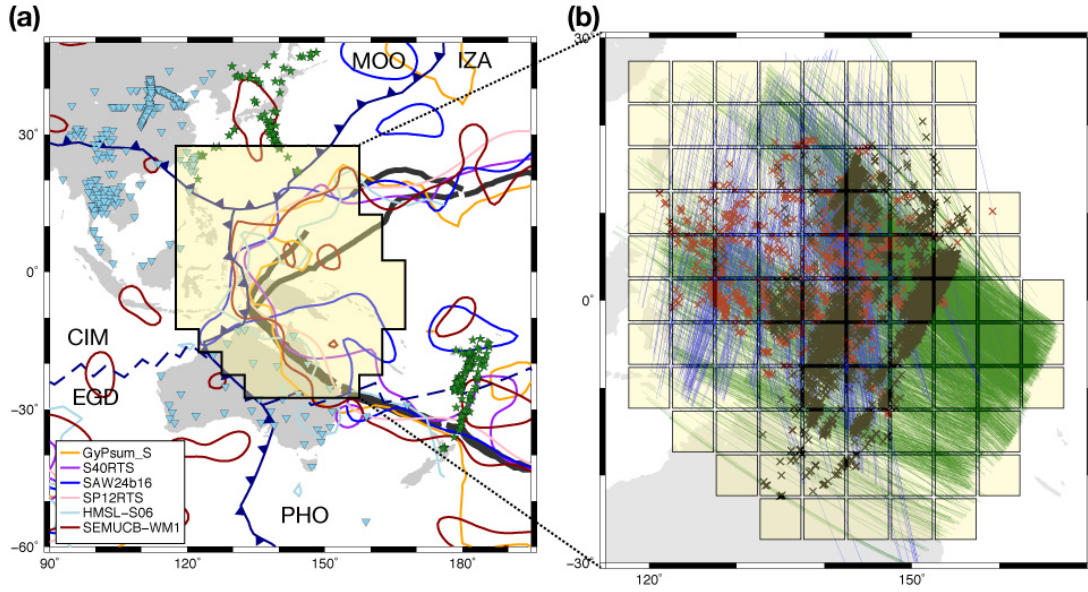 (a)
(b)
MOO
IZA
CIM
EGD
PHO
30°
0°
−30°
−60°
90°
120°
150°
180°
GyPsum_S
S40RTS
SAW24b16
SP12RTS
HMSL−S06
SEMUCB−WM1
30°
0°
−30°
120°
150°